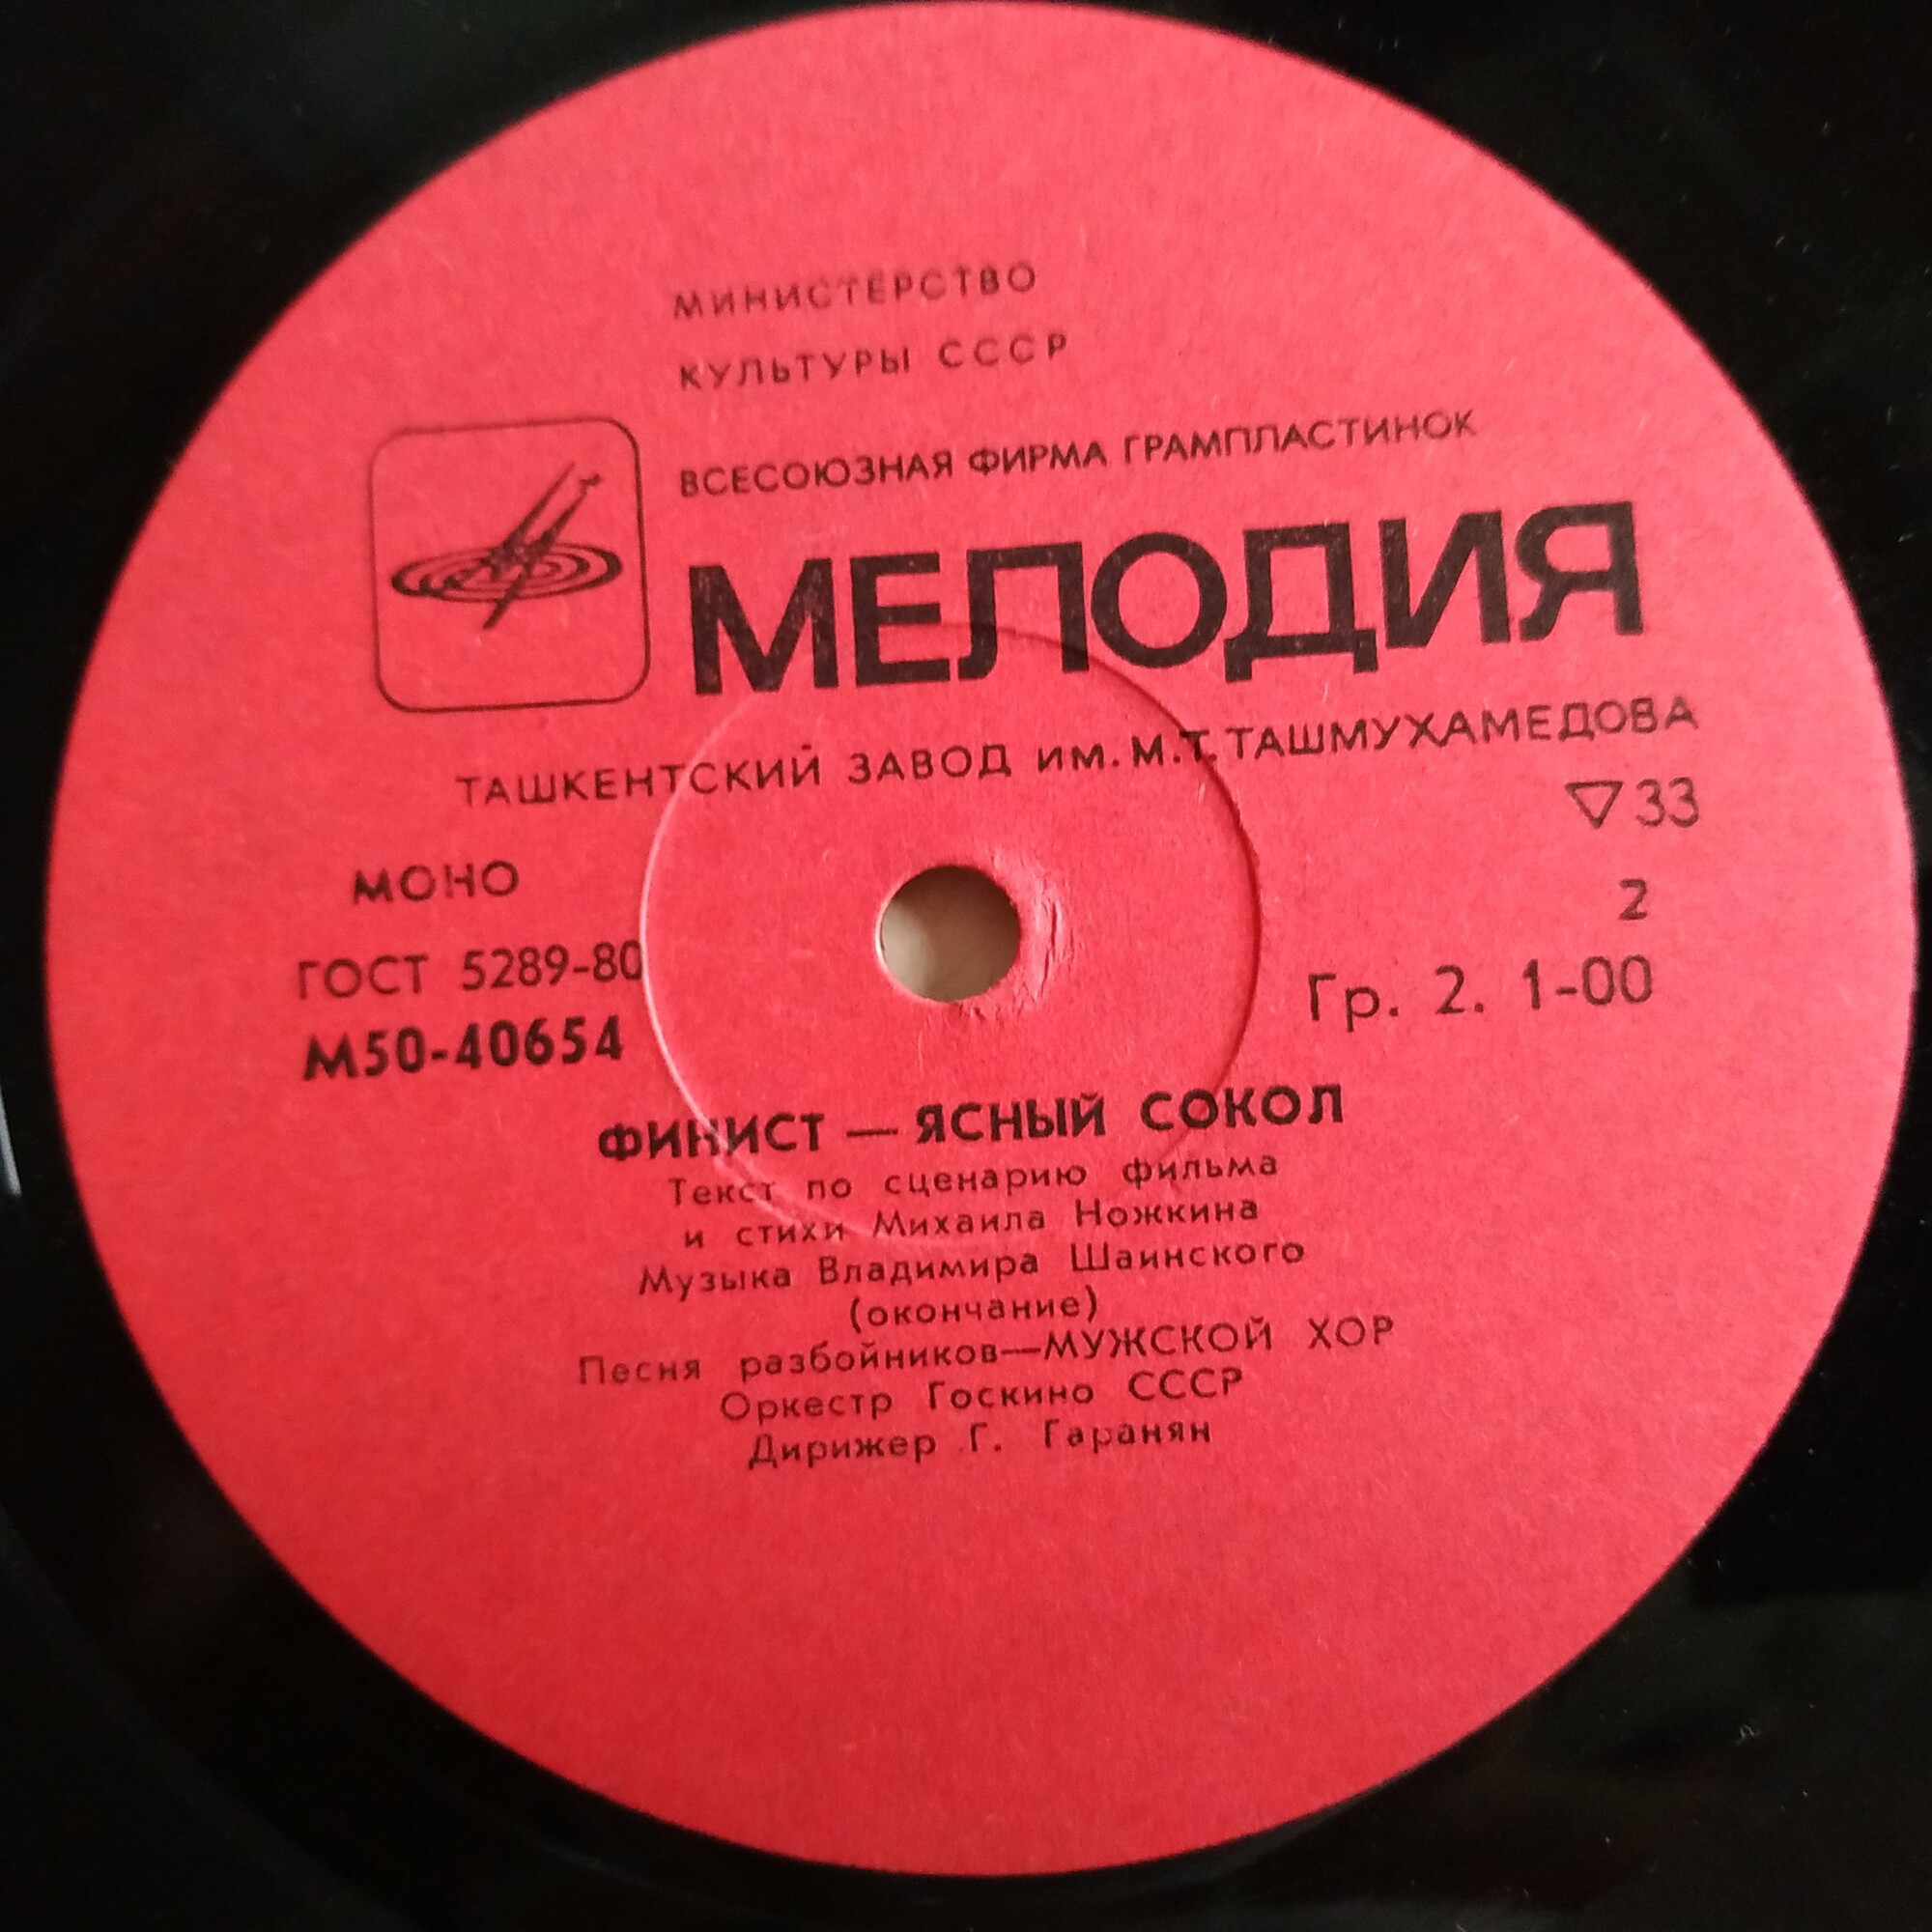 МИНИСТЕРСТВО
КУЛЬТУРЫ СССР
ВСЕСОЮЗНАЯ ФИРМА ГРАМПЛАСТИНОК
МЕЛОДИЯ
ТАШКЕНТСКИЙ ЗАВОД им. М.Т. ТАШМУХАМЕДОВА
▽33
МОНО
2
ГОСТ 5289-80
Гр. 2. 1-00
М50-40654
ФИНИСТ — ЯСНЫЙ СОКОЛ
Текст по сценарию фильма
и стихи Михаила Ножкина
Музыка Владимира Шаинского
(окончание)
Песня разбойников—МУЖСКОЙ ХОР
Оркестр Госкино СССР
Дирижер Г. Гаранян